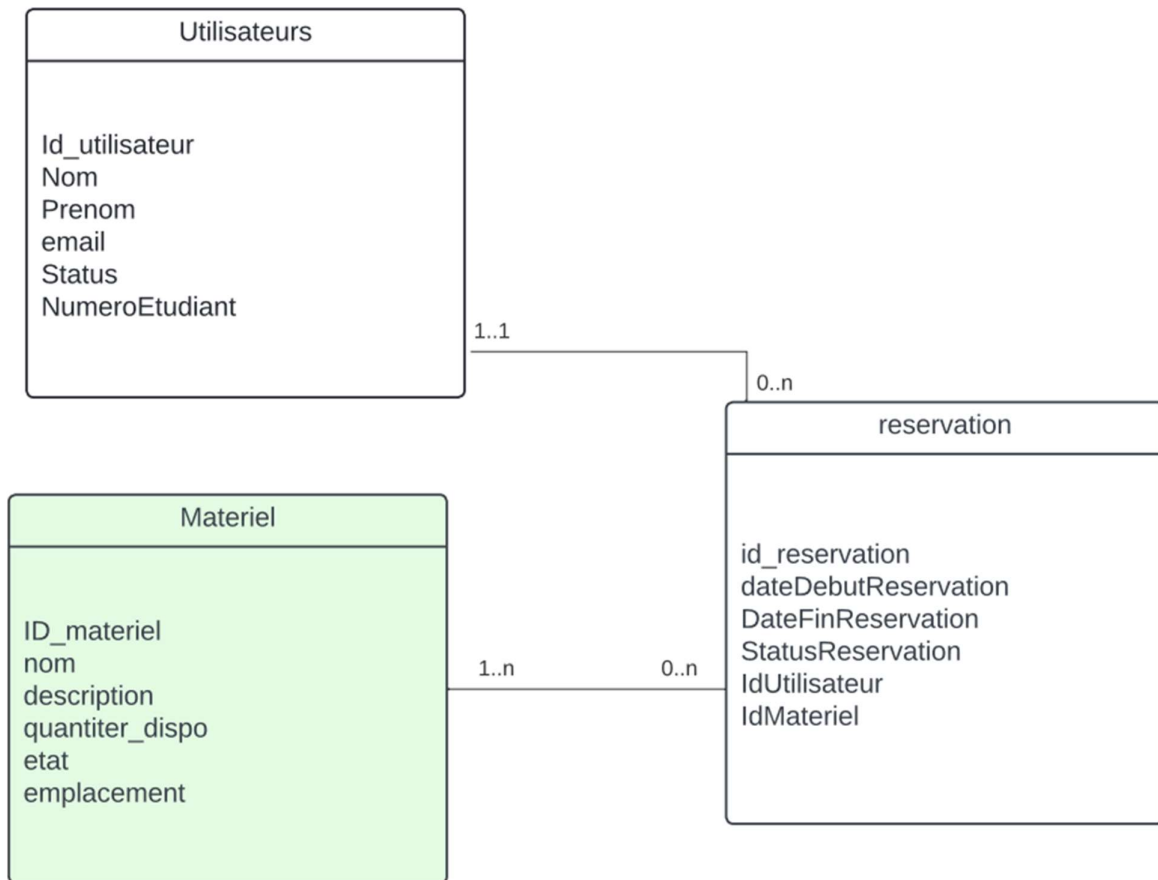 Utilisateurs
Id_utilisateur
Nom
Prenom
email
Status
NumeroEtudiant
1..1
0..n
reservation
id_reservation
dateDebutReservation
DateFinReservation
StatusReservation
IdUtilisateur
IdMateriel
Materiel
ID_materiel
nom
description
quantiter_dispo
etat
emplacement
1..n
0..n